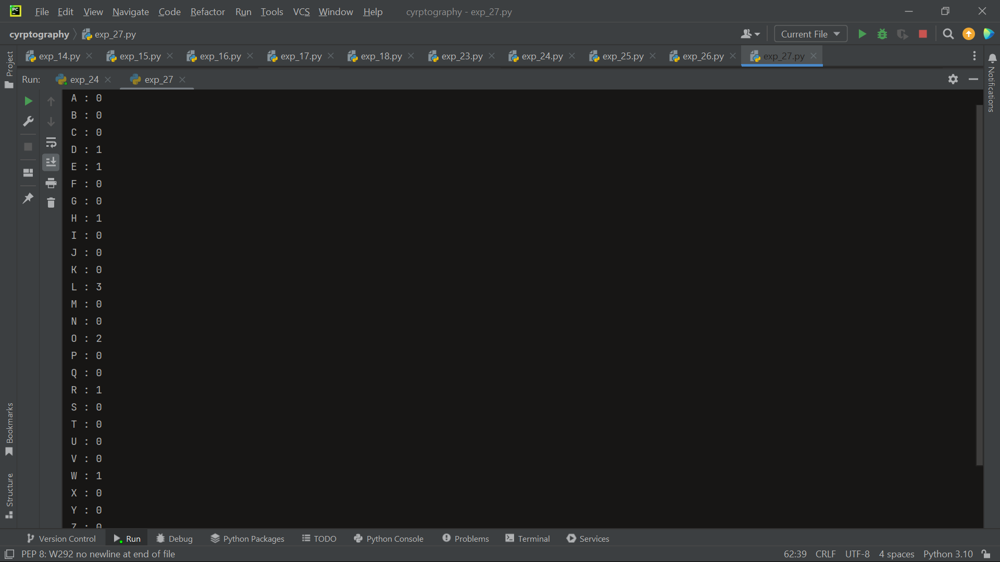 PC File Edit View Navigate Code Refactor Run Tools VCS Window Help cyrptography - exp_27.py
cyrptography exp_27.py Current File
exp_14.py exp_15.py exp_16.py exp_17.py exp_18.py exp_23.py exp_24.py exp_25.py exp_26.py exp_27.py
Project
Notifications
Run: exp_24 exp_27
A : 0
B : 0
C : 0
D : 1
E : 1
F : 0
G : 0
H : 1
I : 0
J : 0
K : 0
L : 3
M : 0
N : 0
O : 2
P : 0
Q : 0
R : 1
S : 0
T : 0
U : 0
V : 0
W : 1
X : 0
Y : 0
Z : 0
Bookmarks
Structure
Version Control Run Debug Python Packages TODO Python Console Problems Terminal Services
PEP 8: W292 no newline at end of file 62:39 CRLF UTF-8 4 spaces Python 3.10